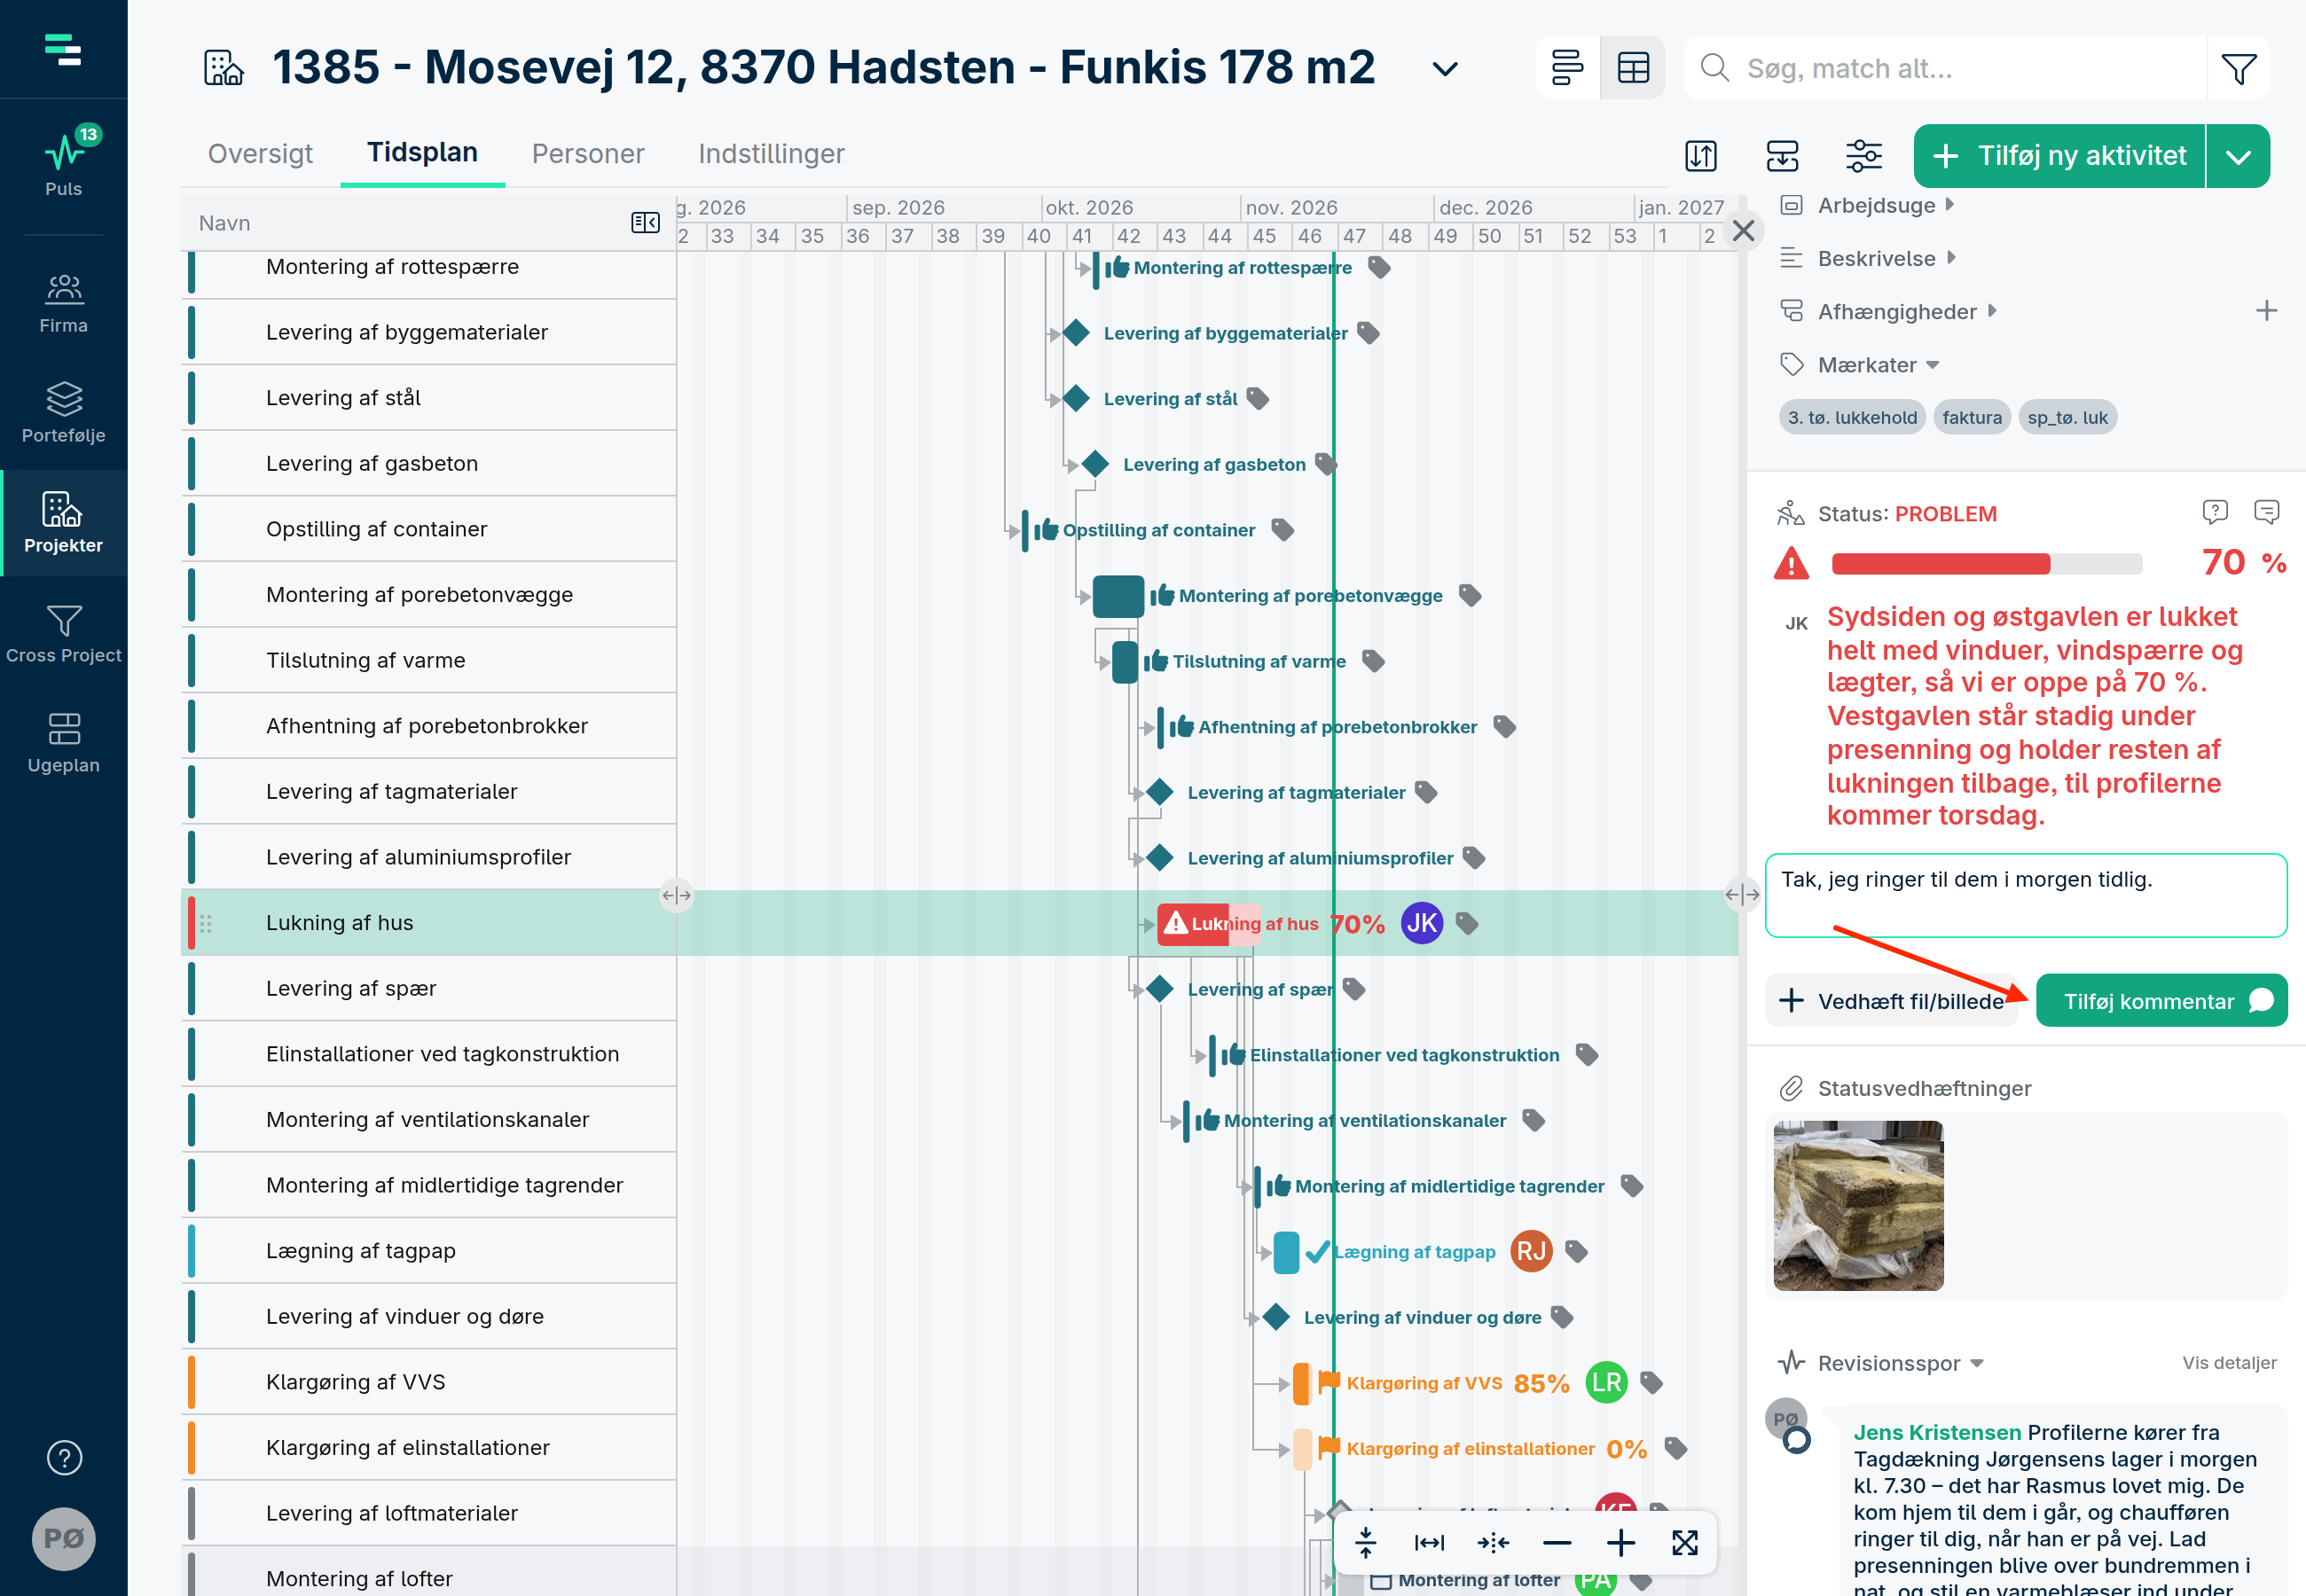 1385 - Mosevej 12, 8370 Hadsten - Funkis 178 m2
Søg, match alt...
13
Puls
Firma
Portefølje
Projekter
Cross Project
Ugeplan
PØ
Oversigt
Tidsplan
Personer
Indstillinger
Tilføj ny aktivitet
Navn
g. 2026
sep. 2026
okt. 2026
nov. 2026
dec. 2026
jan. 2027
2 33 34 35 36 37 38 39 40 41 42 43 44 45 46 47 48 49 50 51 52 53 1 2
Montering af rottespærre
Montering af rottespærre
Levering af byggematerialer
Levering af byggematerialer
Levering af stål
Levering af stål
Levering af gasbeton
Levering af gasbeton
Opstilling af container
Opstilling af container
Montering af porebetonvægge
Montering af porebetonvægge
Tilslutning af varme
Tilslutning af varme
Afhentning af porebetonbrokker
Afhentning af porebetonbrokker
Levering af tagmaterialer
Levering af tagmaterialer
Levering af aluminiumsprofiler
Levering af aluminiumsprofiler
Lukning af hus
Lukning af hus 70% JK
Levering af spær
Levering af spær
Elinstallationer ved tagkonstruktion
Elinstallationer ved tagkonstruktion
Montering af ventilationskanaler
Montering af ventilationskanaler
Montering af midlertidige tagrender
Montering af midlertidige tagrender
Lægning af tagpap
Lægning af tagpap RJ
Levering af vinduer og døre
Levering af vinduer og døre
Klargøring af VVS
Klargøring af VVS 85% LR
Klargøring af elinstallationer
Klargøring af elinstallationer 0%
Levering af loftmaterialer
Montering af lofter
Montering af lofter PA
Arbejdsuge
Beskrivelse
Afhængigheder
Mærkater
3. tø. lukkehold
faktura
sp_tø. luk
Status: PROBLEM
70 %
JK
Sydsiden og østgavlen er lukket
helt med vinduer, vindspærre og
lægter, så vi er oppe på 70 %.
Vestgavlen står stadig under
presenning og holder resten af
lukningen tilbage, til profilerne
kommer torsdag.
Tak, jeg ringer til dem i morgen tidlig.
Vedhæft fil/billede
Tilføj kommentar
Statusvedhæftninger
Revisionsspor
Vis detaljer
PØ
Jens Kristensen Profilerne kører fra
Tagdækning Jørgensens lager i morgen
kl. 7.30 – det har Rasmus lovet mig. De
kom hjem til dem i går, og chaufføren
ringer til dig, når han er på vej. Lad
presenningen blive over bundremmen i
nat, og stil en varmeblæser ind under